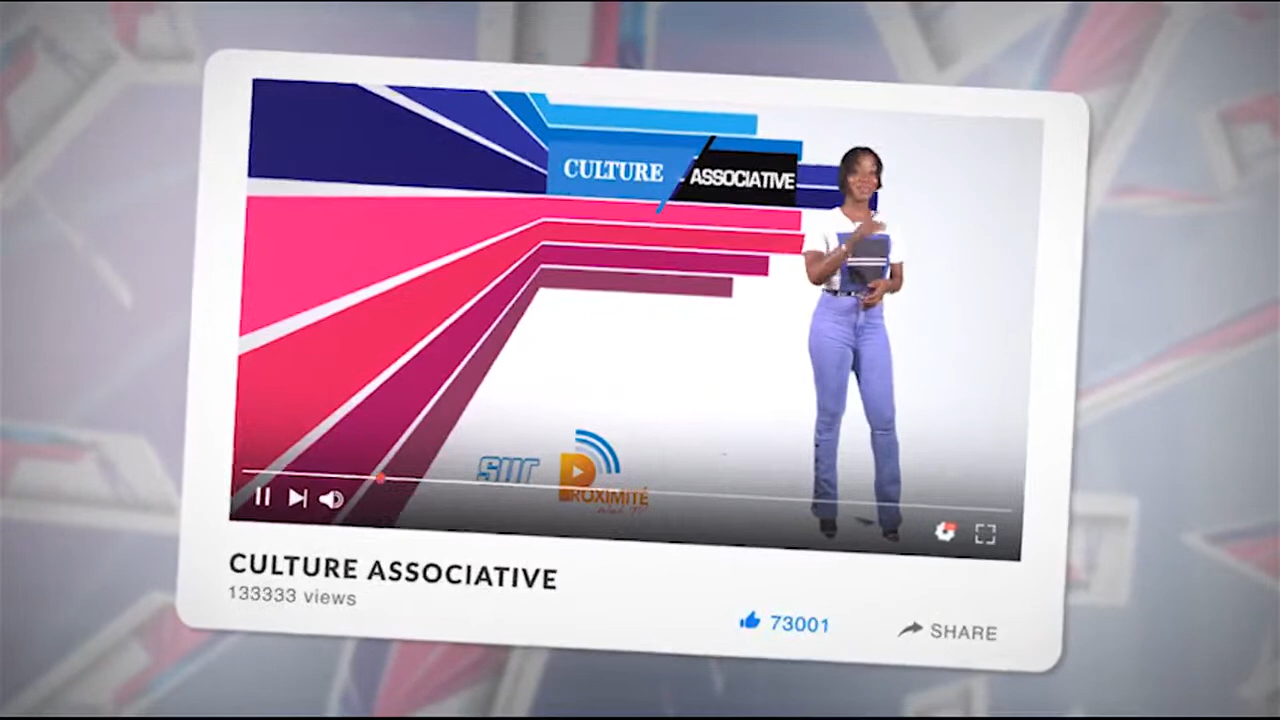 CULTURE
ASSOCIATIVE
SUR
PROXIMITÉ
CULTURE ASSOCIATIVE
133333 views
73001
SHARE